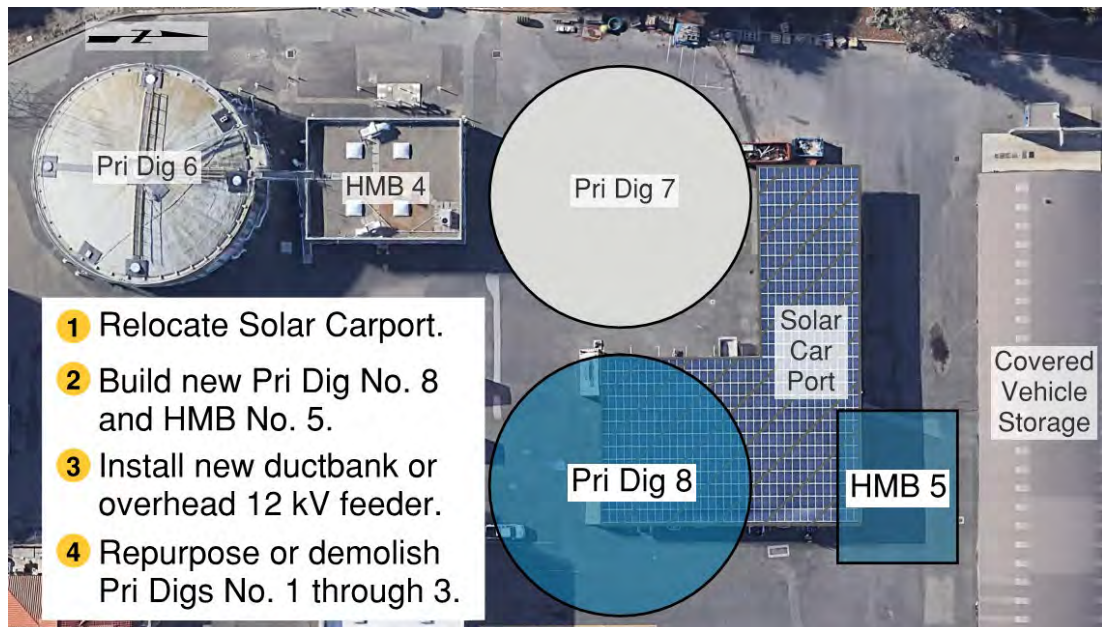 Z
Pri Dig 6
HMB 4
Pri Dig 7
Solar
Car
Port
Covered
Vehicle
Storage
Pri Dig 8
HMB 5
1 Relocate Solar Carport.
2 Build new Pri Dig No. 8
and HMB No. 5.
3 Install new ductbank or
overhead 12 kV feeder.
4 Repurpose or demolish
Pri Digs No. 1 through 3.